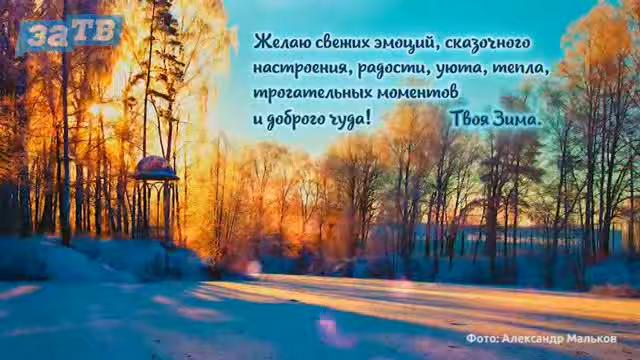 заТВ
Желаю свежих эмоций, сказочного
настроения, радости, уюта, тепла,
трогательных моментов
и доброго чуда! Твоя Зима.
Фото: Александр Мальков